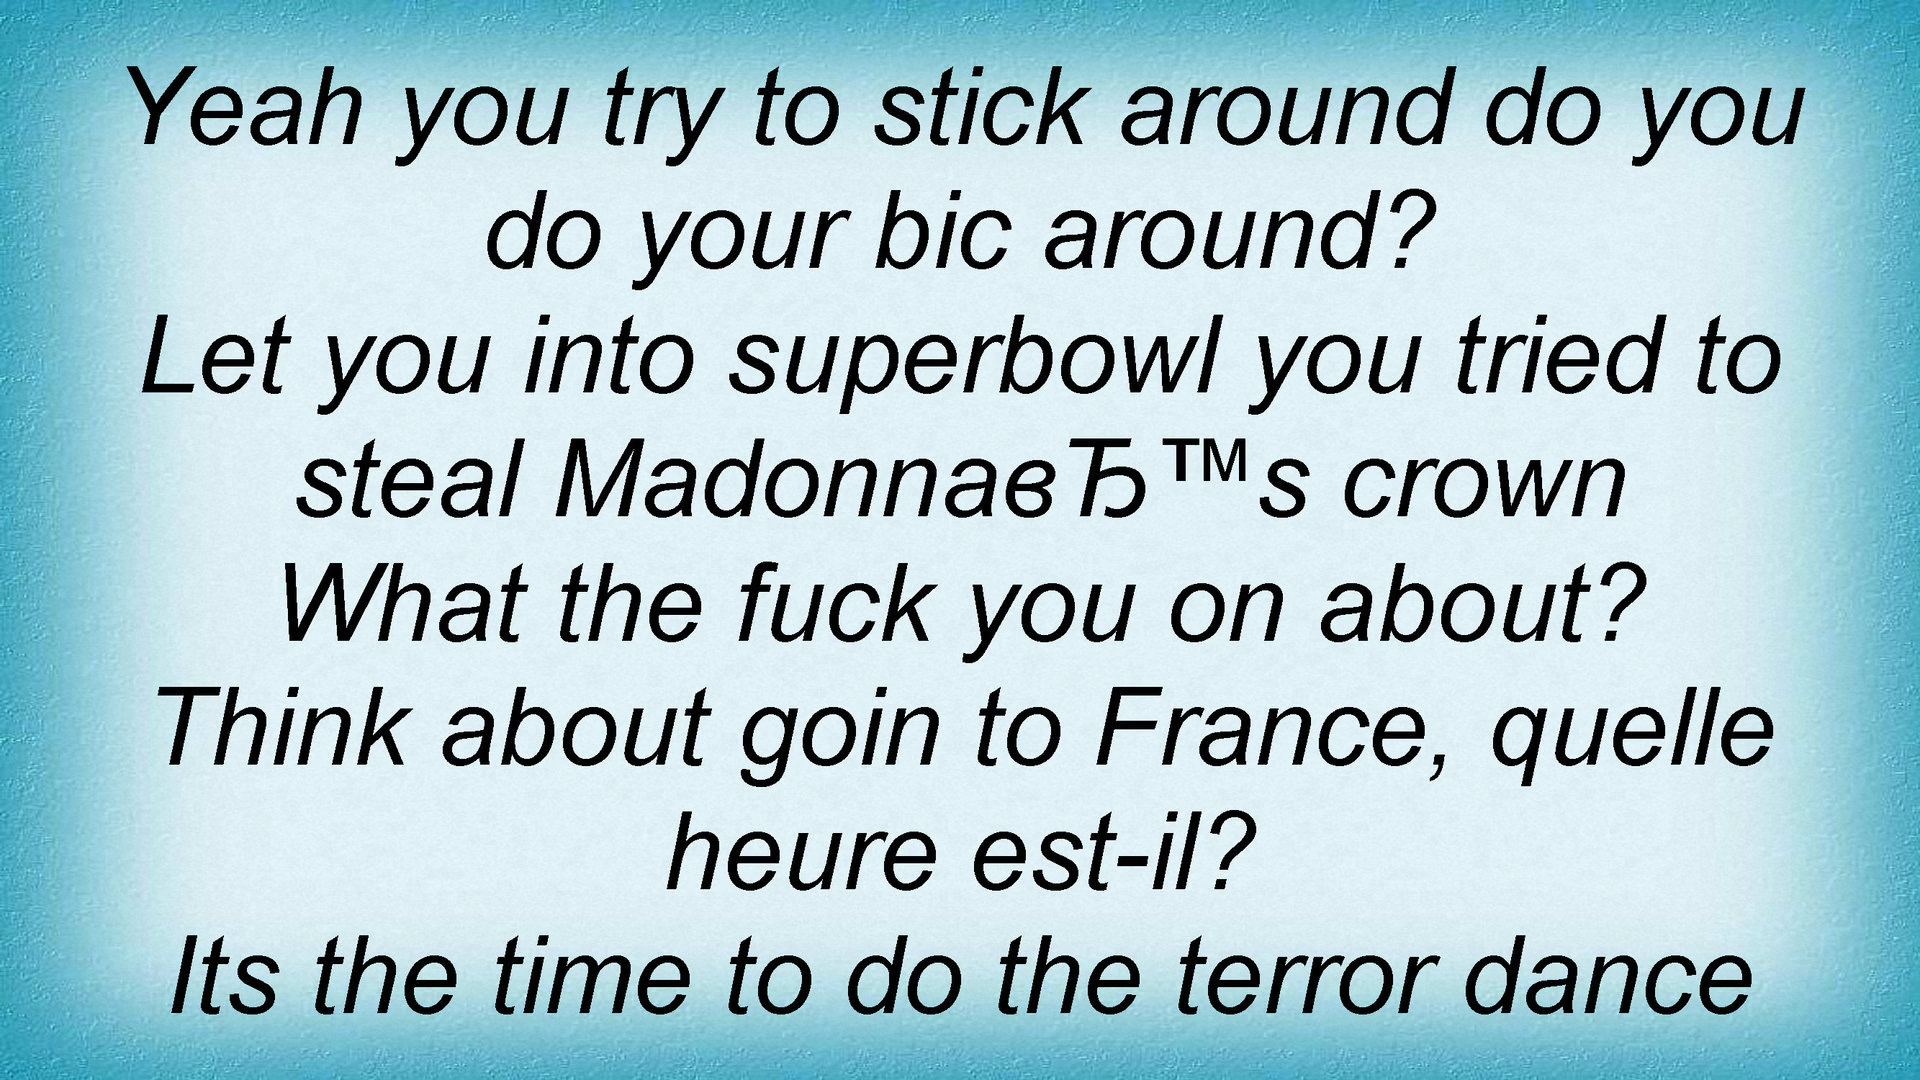 Yeah you try to stick around do you
do your bic around?
Let you into superbowl you tried to
steal MadonnaвЂ™s crown
What the fuck you on about?
Think about goin to France, quelle
heure est-il?
Its the time to do the terror dance